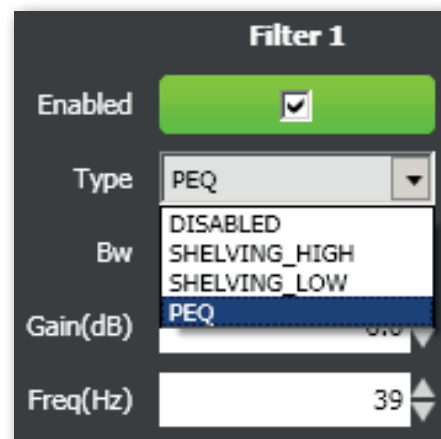 Filter 1
Enabled
Type PEQ
DISABLED
Bw SHELVING_HIGH
SHELVING_LOW
PEQ
Gain(dB)
Freq(Hz) 39